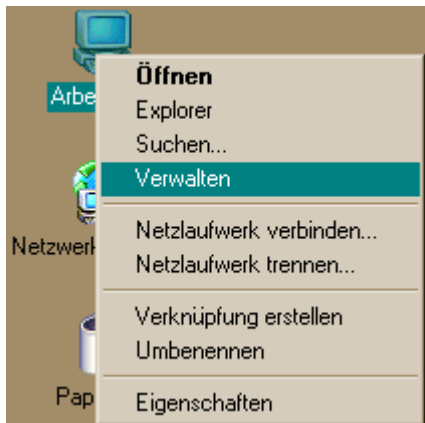 Arbe
Öffnen
Explorer
Suchen...
Verwalten
Netzwerk
Netzlaufwerk verbinden...
Netzlaufwerk trennen...
Verknüpfung erstellen
Umbenennen
Pap
Eigenschaften